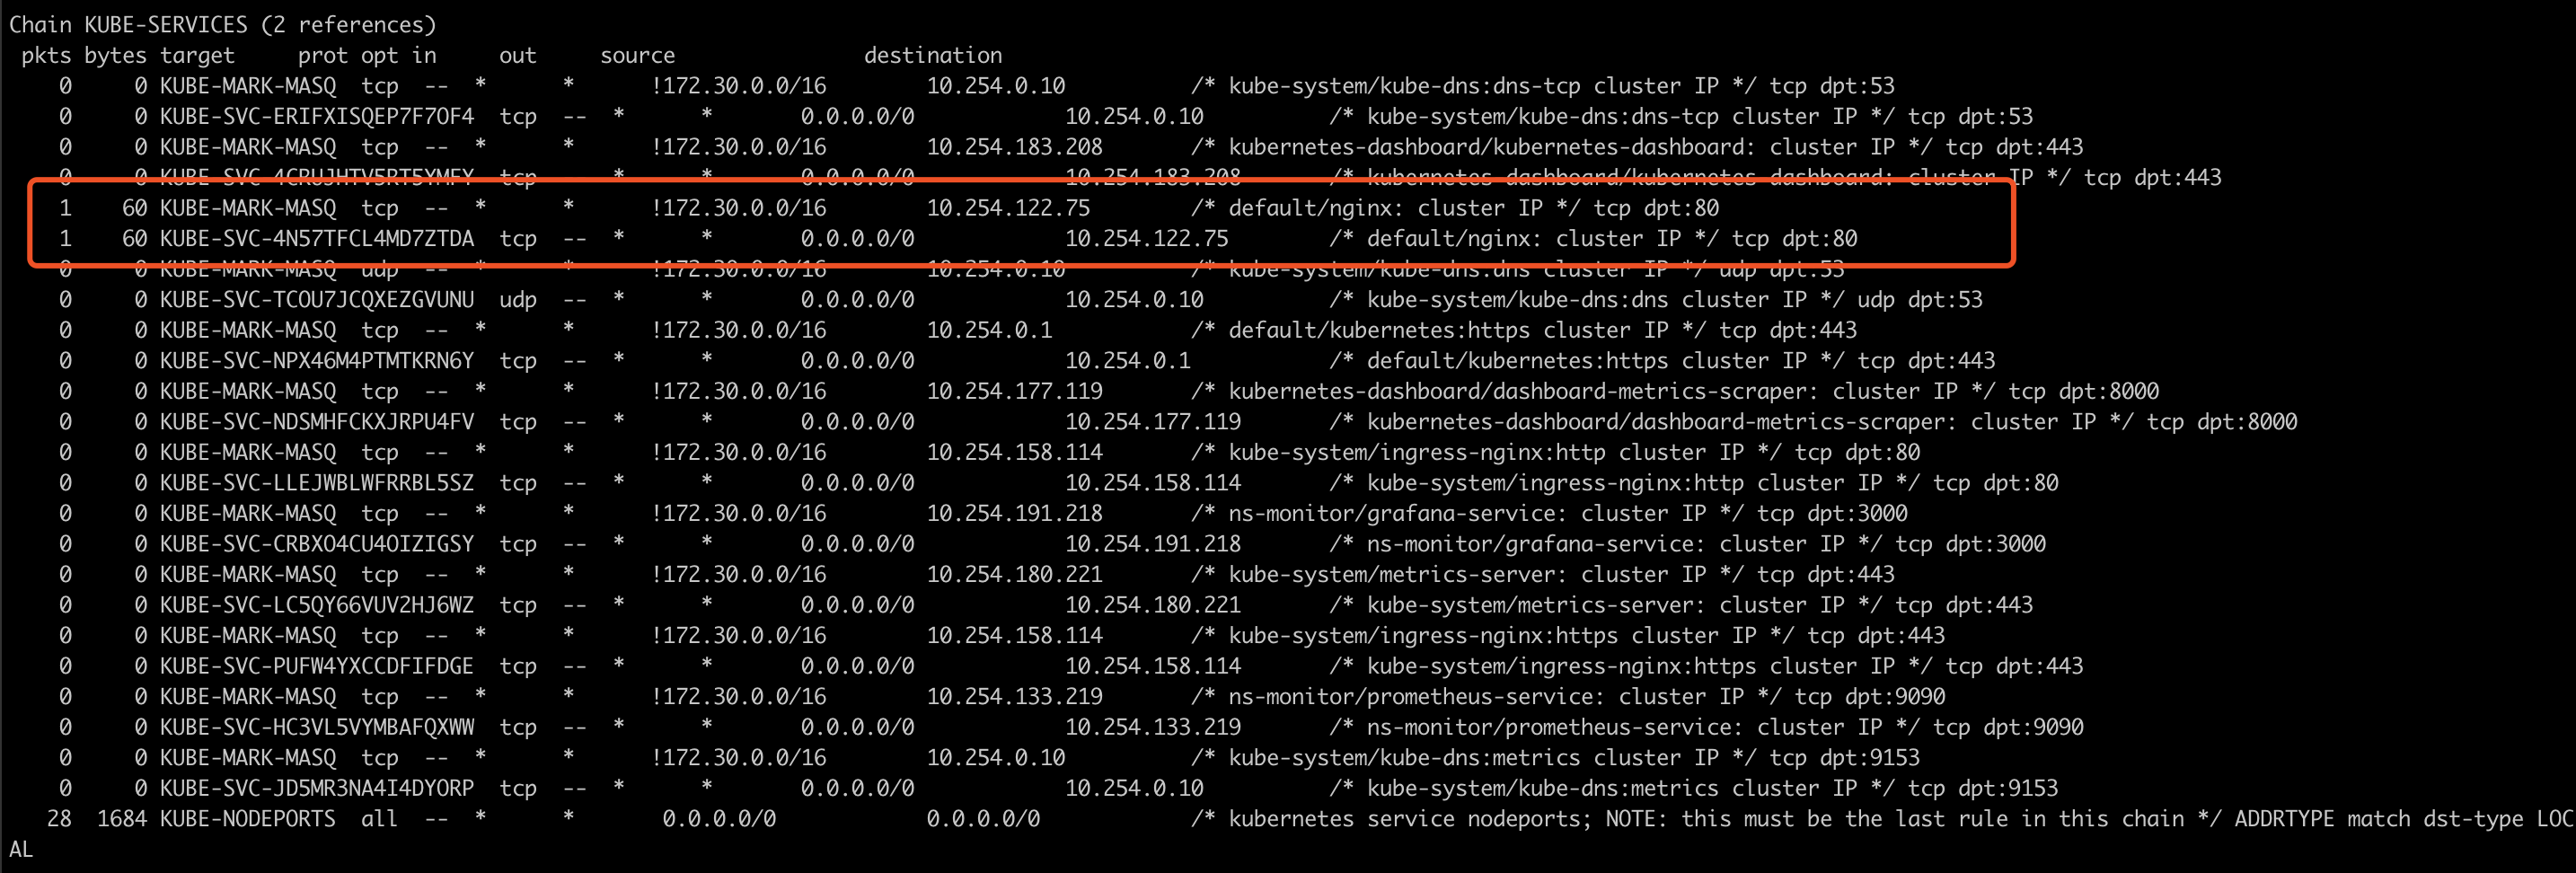 Chain KUBE-SERVICES (2 references)
pkts bytes target prot opt in out source destination
0 0 KUBE-MARK-MASQ tcp -- * * !172.30.0.0/16 10.254.0.10 /* kube-system/kube-dns:dns-tcp cluster IP */ tcp dpt:53
0 0 KUBE-SVC-ERIFXISQEP7F7OF4 tcp -- * * 0.0.0.0/0 10.254.0.10 /* kube-system/kube-dns:dns-tcp cluster IP */ tcp dpt:53
0 0 KUBE-MARK-MASQ tcp -- * * !172.30.0.0/16 10.254.183.208 /* kubernetes-dashboard/kubernetes-dashboard: cluster IP */ tcp dpt:443
0 0 KUBE-SVC-4CRUJHTV5RT5YMFY tcp -- * * 0.0.0.0/0 10.254.183.208 /* kubernetes-dashboard/kubernetes-dashboard: cluster IP */ tcp dpt:443
1 60 KUBE-MARK-MASQ tcp -- * * !172.30.0.0/16 10.254.122.75 /* default/nginx: cluster IP */ tcp dpt:80
1 60 KUBE-SVC-4N57TFCL4MD7ZTDA tcp -- * * 0.0.0.0/0 10.254.122.75 /* default/nginx: cluster IP */ tcp dpt:80
0 0 KUBE-MARK-MASQ udp -- * * !172.30.0.0/16 10.254.0.10 /* kube-system/kube-dns:dns cluster IP */ udp dpt:53
0 0 KUBE-SVC-TCOU7JCQXEZGVUNU udp -- * * 0.0.0.0/0 10.254.0.10 /* kube-system/kube-dns:dns cluster IP */ udp dpt:53
0 0 KUBE-MARK-MASQ tcp -- * * !172.30.0.0/16 10.254.0.1 /* default/kubernetes:https cluster IP */ tcp dpt:443
0 0 KUBE-SVC-NPX46M4PTMTKRN6Y tcp -- * * 0.0.0.0/0 10.254.0.1 /* default/kubernetes:https cluster IP */ tcp dpt:443
0 0 KUBE-MARK-MASQ tcp -- * * !172.30.0.0/16 10.254.177.119 /* kubernetes-dashboard/dashboard-metrics-scraper: cluster IP */ tcp dpt:8000
0 0 KUBE-SVC-NDSMHFCKXJRPU4FV tcp -- * * 0.0.0.0/0 10.254.177.119 /* kubernetes-dashboard/dashboard-metrics-scraper: cluster IP */ tcp dpt:8000
0 0 KUBE-MARK-MASQ tcp -- * * !172.30.0.0/16 10.254.158.114 /* kube-system/ingress-nginx:http cluster IP */ tcp dpt:80
0 0 KUBE-SVC-LLEJWBLWFRRBL5SZ tcp -- * * 0.0.0.0/0 10.254.158.114 /* kube-system/ingress-nginx:http cluster IP */ tcp dpt:80
0 0 KUBE-MARK-MASQ tcp -- * * !172.30.0.0/16 10.254.191.218 /* ns-monitor/grafana-service: cluster IP */ tcp dpt:3000
0 0 KUBE-SVC-CRBXO4CU4OIZIGSY tcp -- * * 0.0.0.0/0 10.254.191.218 /* ns-monitor/grafana-service: cluster IP */ tcp dpt:3000
0 0 KUBE-MARK-MASQ tcp -- * * !172.30.0.0/16 10.254.180.221 /* kube-system/metrics-server: cluster IP */ tcp dpt:443
0 0 KUBE-SVC-LC5QY66VUV2HJ6WZ tcp -- * * 0.0.0.0/0 10.254.180.221 /* kube-system/metrics-server: cluster IP */ tcp dpt:443
0 0 KUBE-MARK-MASQ tcp -- * * !172.30.0.0/16 10.254.158.114 /* kube-system/ingress-nginx:https cluster IP */ tcp dpt:443
0 0 KUBE-SVC-PUFW4YXCCDFIFDGE tcp -- * * 0.0.0.0/0 10.254.158.114 /* kube-system/ingress-nginx:https cluster IP */ tcp dpt:443
0 0 KUBE-MARK-MASQ tcp -- * * !172.30.0.0/16 10.254.133.219 /* ns-monitor/prometheus-service: cluster IP */ tcp dpt:9090
0 0 KUBE-SVC-HC3VL5VYMBAFQXWW tcp -- * * 0.0.0.0/0 10.254.133.219 /* ns-monitor/prometheus-service: cluster IP */ tcp dpt:9090
0 0 KUBE-MARK-MASQ tcp -- * * !172.30.0.0/16 10.254.0.10 /* kube-system/kube-dns:metrics cluster IP */ tcp dpt:9153
0 0 KUBE-SVC-JD5MR3NA4I4DYORP tcp -- * * 0.0.0.0/0 10.254.0.10 /* kube-system/kube-dns:metrics cluster IP */ tcp dpt:9153
28 1684 KUBE-NODEPORTS all -- * * 0.0.0.0/0 0.0.0.0/0 /* kubernetes service nodeports; NOTE: this must be the last rule in this chain */ ADDRTYPE match dst-type LOC
AL